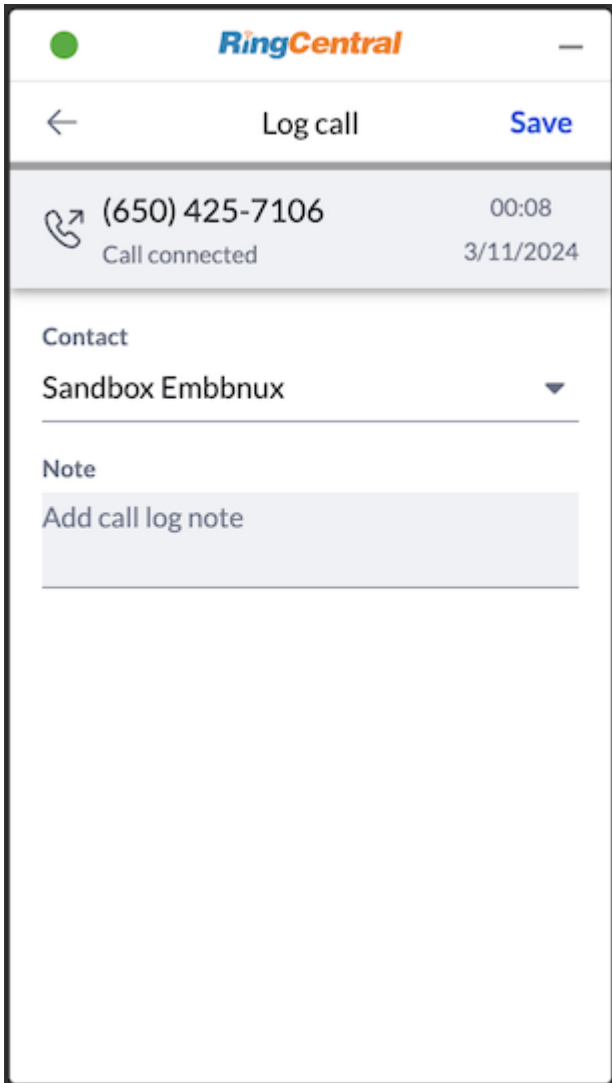 RingCentral
Log call Save
(650) 425-7106 00:08
Call connected 3/11/2024
Contact
Sandbox Embbnux
Note
Add call log note